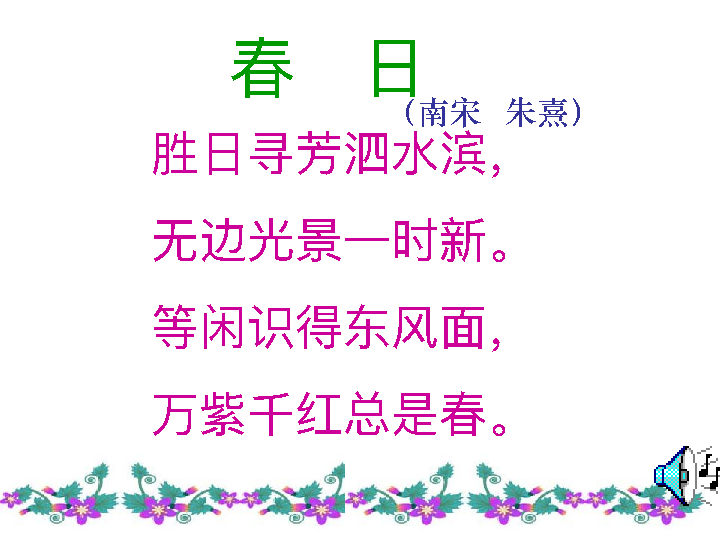 春 日
（南宋 朱熹）
胜日寻芳泗水滨，
无边光景一时新。
等闲识得东风面，
万紫千红总是春。